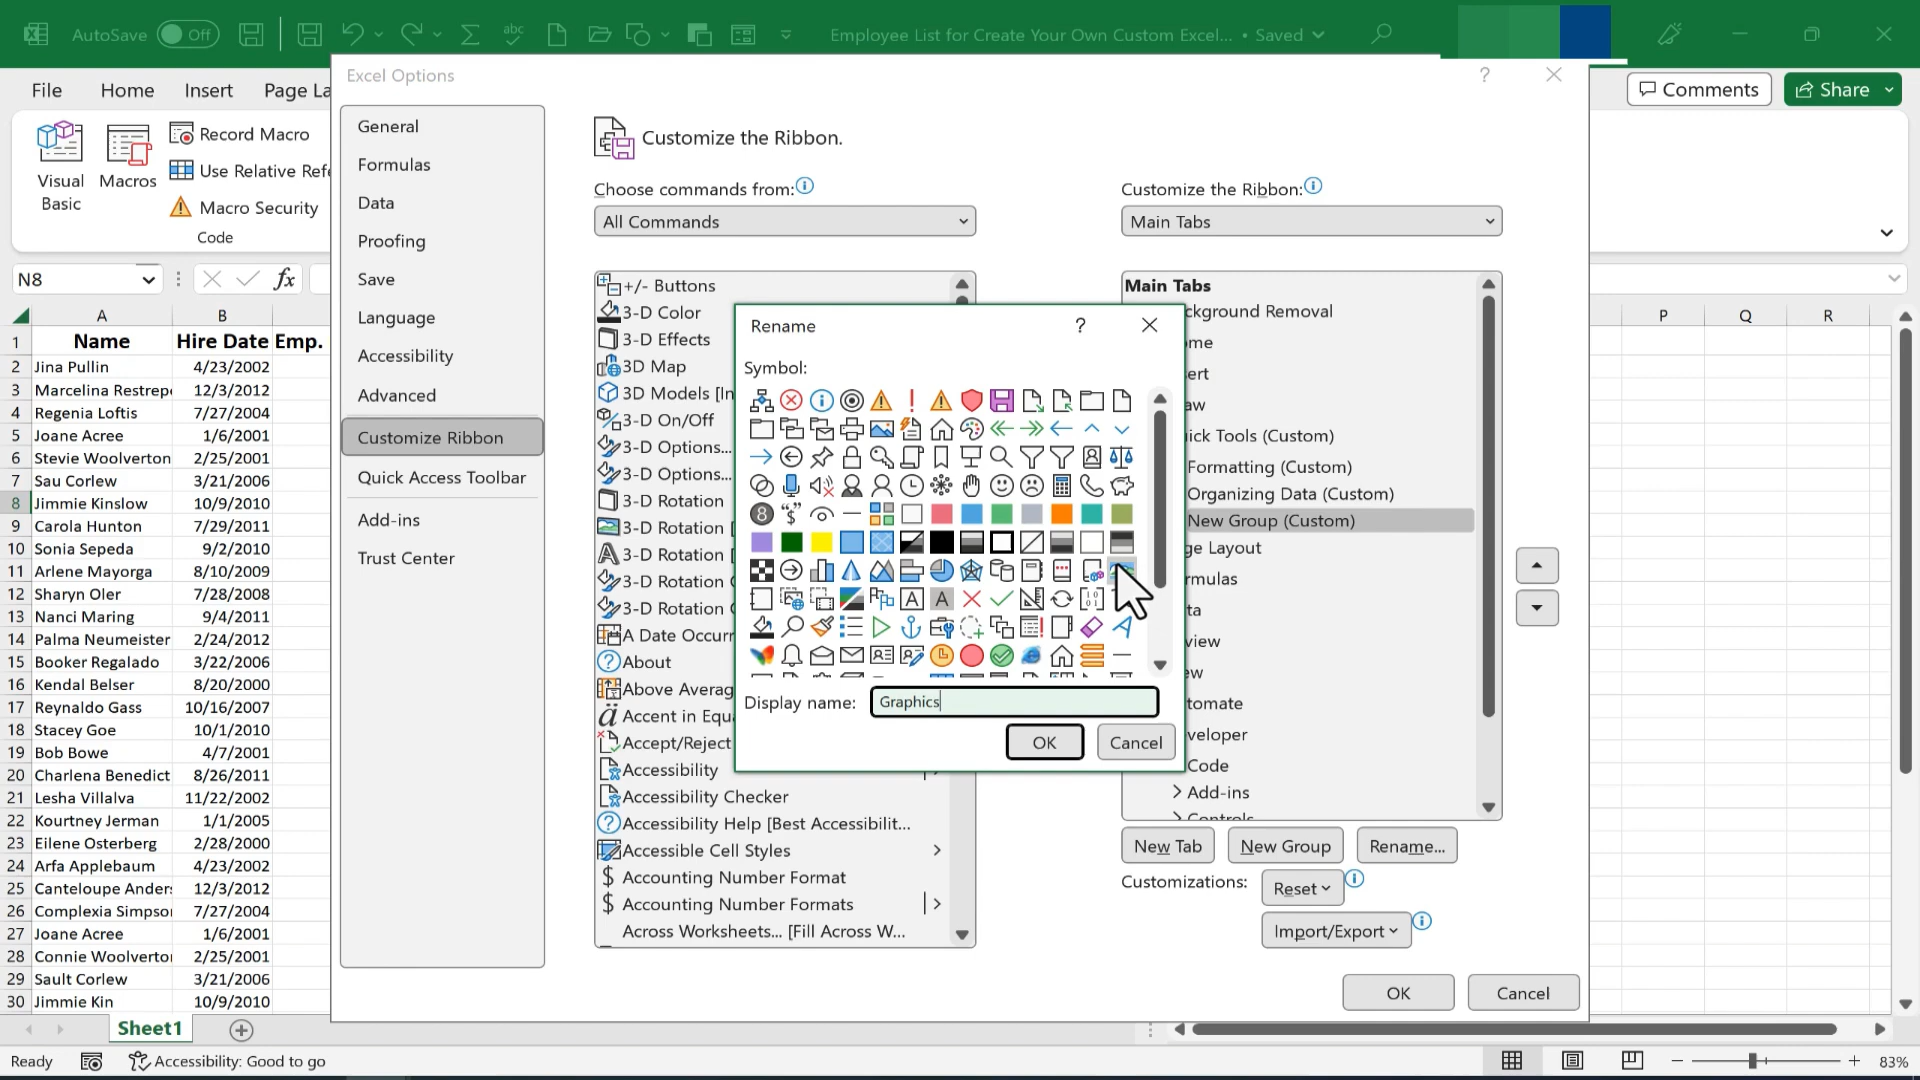 AutoSave Off
Employee List for Create Your Own Custom Excel... • Saved
File Home Insert Page La
Comments Share
Visual Basic
Macros
Record Macro
Use Relative Refe
Macro Security
Code
N8
fx
Name Hire Date Emp.
A B P Q R
1
2 Jina Pullin 4/23/2002
3 Marcelina Restrep 12/3/2012
4 Regenia Loftis 7/27/2004
5 Joane Acree 1/6/2001
6 Stevie Woolverton 2/25/2001
7 Sau Corlew 3/21/2006
8 Jimmie Kinslow 10/9/2010
9 Carola Hunton 7/29/2011
10 Sonia Sepeda 9/2/2010
11 Arlene Mayorga 8/10/2009
12 Sharyn Oler 7/28/2008
13 Nanci Maring 9/4/2011
14 Palma Neumeister 2/24/2012
15 Booker Regalado 3/22/2006
16 Kendal Belser 8/20/2000
17 Reynaldo Gass 10/16/2007
18 Stacey Goe 10/1/2010
19 Bob Bowe 4/7/2001
20 Charlena Benedict 8/26/2011
21 Lesha Villalva 11/22/2002
22 Kourtney Jerman 1/1/2005
23 Eilene Osterberg 2/28/2000
24 Arfa Applebaum 4/23/2002
25 Canteloupe Ander 12/3/2012
26 Complexia Simpso 7/27/2004
27 Joane Acree 1/6/2001
28 Connie Woolverto 2/25/2001
29 Sault Corlew 3/21/2006
30 Jimmie Kin 10/9/2010
Sheet1
Ready Accessibility: Good to go
83%
Excel Options
General
Formulas
Data
Proofing
Save
Language
Accessibility
Advanced
Customize Ribbon
Quick Access Toolbar
Add-ins
Trust Center
Customize the Ribbon.
Choose commands from:
All Commands
+/- Buttons
3-D Color
3-D Effects
3D Map
3D Models [In
3-D On/Off
3-D Options...
3-D Options...
3-D Rotation
3-D Rotation [
3-D Rotation [
3-D Rotation
3-D Rotation
A Date Occurr
About
Above Averag
Accent in Equa
Accept/Reject
Accessibility
Accessibility Checker
Accessibility Help [Best Accessibilit...
Accessible Cell Styles
Accounting Number Format
Accounting Number Formats
Across Worksheets... [Fill Across W...
Rename
Symbol:
Display name: Graphics
OK Cancel
Customize the Ribbon:
Main Tabs
Main Tabs
ckground Removal
me
ert
aw
ick Tools (Custom)
Formatting (Custom)
Organizing Data (Custom)
New Group (Custom)
ge Layout
rmulas
ta
view
ew
tomate
veloper
Code
Add-ins
Controls
New Tab New Group Rename...
Customizations: Reset
Import/Export
OK Cancel